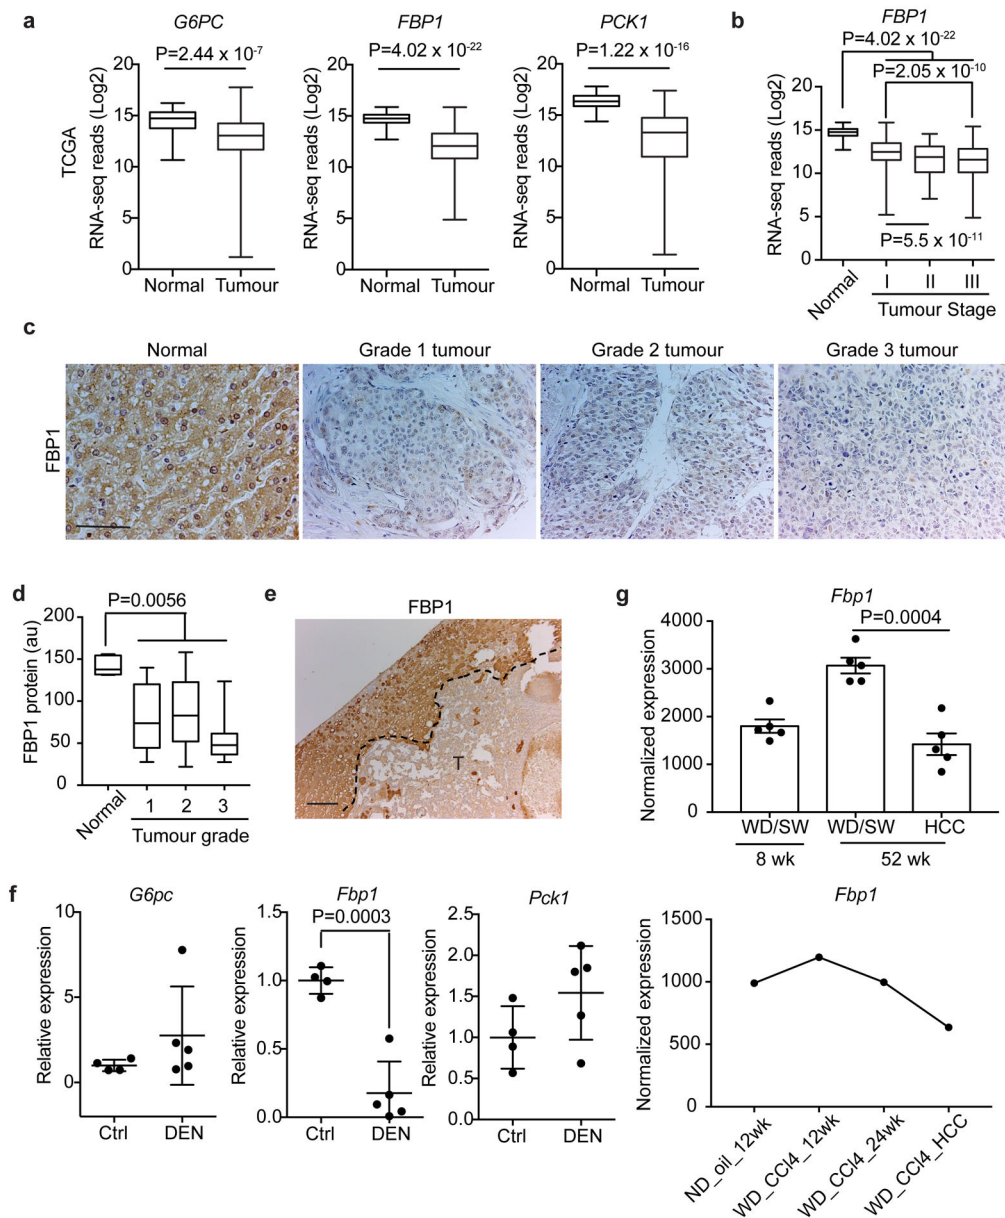 a
G6PC
FBP1
PCK1
P=2.44 x 10-7
P=4.02 x 10-22
P=1.22 x 10-16
TCGA
RNA-seq reads (Log2)
20
15
10
5
0
Normal
Tumour
RNA-seq reads (Log2)
20
15
10
5
0
Normal
Tumour
RNA-seq reads (Log2)
20
15
10
5
0
Normal
Tumour
b
FBP1
P=4.02 x 10-22
P=2.05 x 10-10
P=5.5 x 10-11
RNA-seq reads (Log2)
20
15
10
5
0
Normal
I
II
III
Tumour Stage
c
Normal
Grade 1 tumour
Grade 2 tumour
Grade 3 tumour
FBP1
d
P=0.0056
FBP1 protein (au)
200
150
100
50
0
Normal
1
2
3
Tumour grade
e
FBP1
T
g
Fbp1
P=0.0004
Normalized expression
4000
3000
2000
1000
0
WD/SW
WD/SW
HCC
8 wk
52 wk
f
G6pc
Relative expression
10
5
0
Ctrl
DEN
Fbp1
P=0.0003
Relative expression
1.5
1.0
0.5
0.0
Ctrl
DEN
Pck1
Relative expression
2.5
2.0
1.5
1.0
0.5
0.0
Ctrl
DEN
Fbp1
Normalized expression
1500
1000
500
0
ND_oil_12wk
WD_CCl4_12wk
WD_CCl4_24wk
WD_CCl4_HCC